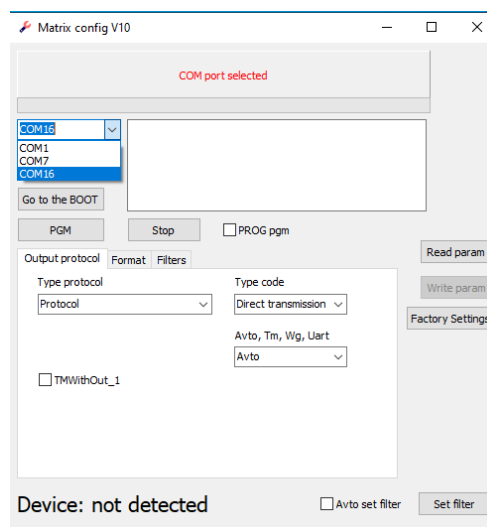 Matrix config V10
COM port selected
COM16
COM1
COM7
COM16
Go to the BOOT
PGM
Stop
PROG pgm
Read param
Output protocol
Format
Filters
Type protocol
Type code
Write param
Protocol
Direct transmission
Factory Settings
Avto, Tm, Wg, Uart
Avto
TMWithOut_1
Device: not detected
Avto set filter
Set filter